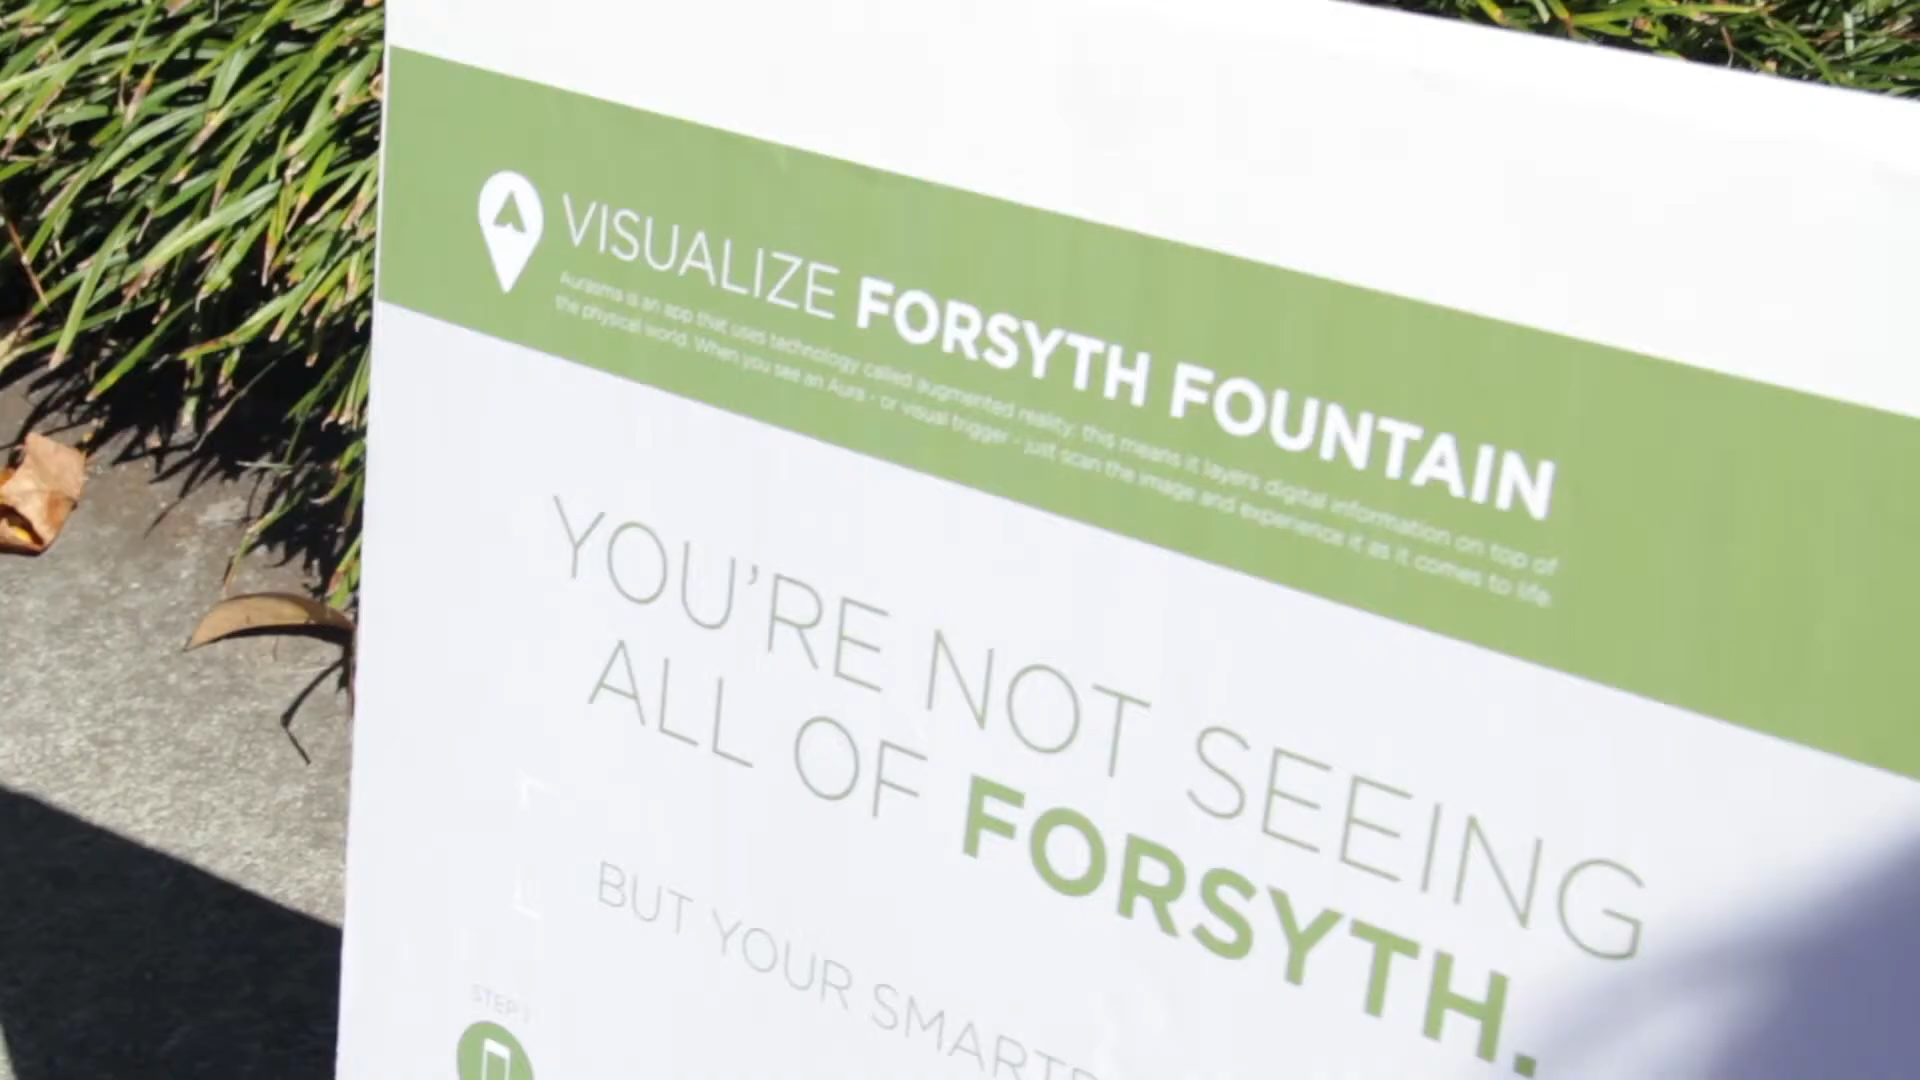 VISUALIZE FORSYTH FOUNTAIN
Aurasma is an app that uses technology called augmented reality: this means it layers digital information on top of
the physical world. When you see an Aura - or visual trigger - just scan the image and experience it as it comes to life.
YOU'RE NOT SEEING
ALL OF FORSYTH.
BUT YOUR SMARTP
STEP 1